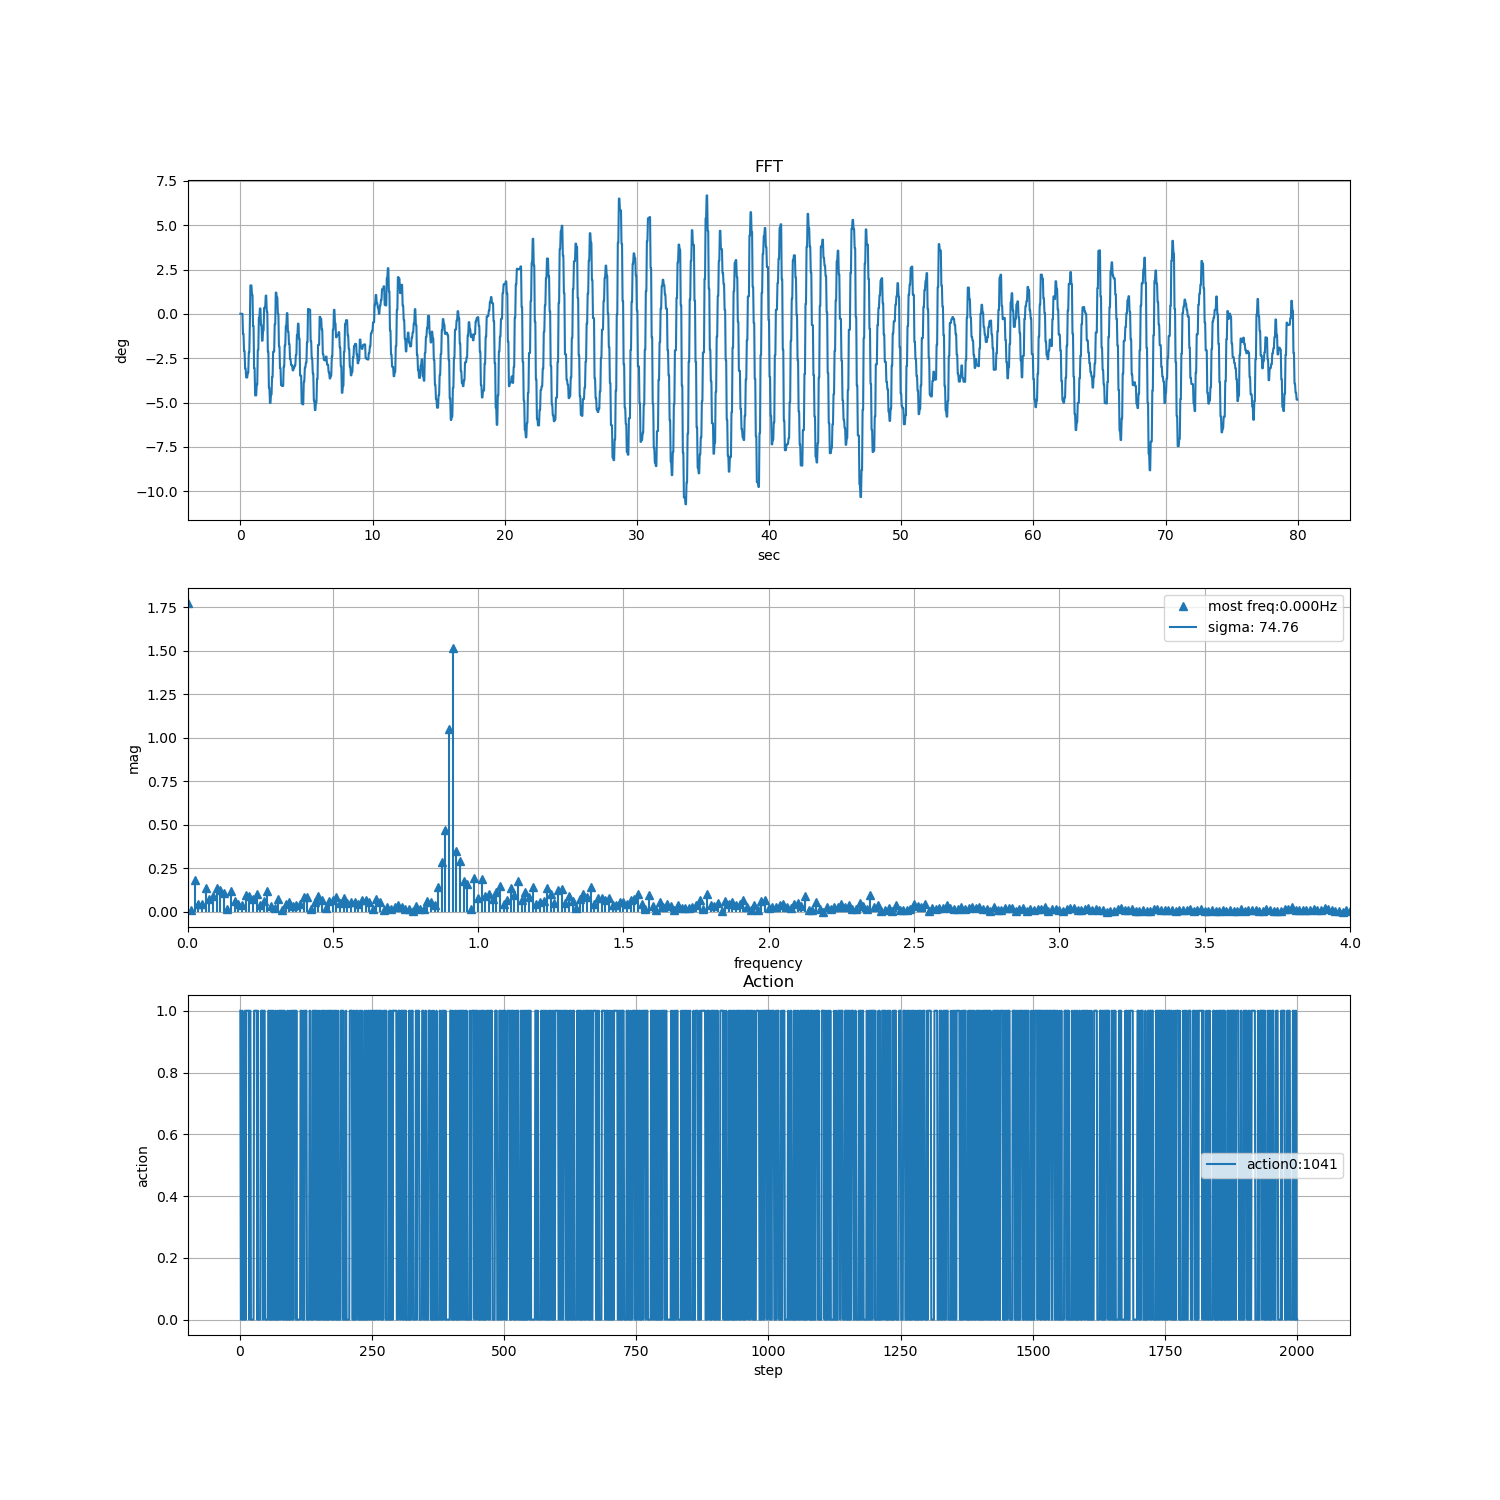 FFT
7.5
5.0
2.5
0.0
−2.5
−5.0
−7.5
−10.0
deg
0 10 20 30 40 50 60 70 80
sec
1.75
1.50
1.25
1.00
0.75
0.50
0.25
0.00
mag
most freq:0.000Hz
sigma: 74.76
0.0 0.5 1.0 1.5 2.0 2.5 3.0 3.5 4.0
frequency
Action
1.0
0.8
0.6
0.4
0.2
0.0
action
action0:1041
0 250 500 750 1000 1250 1500 1750 2000
step